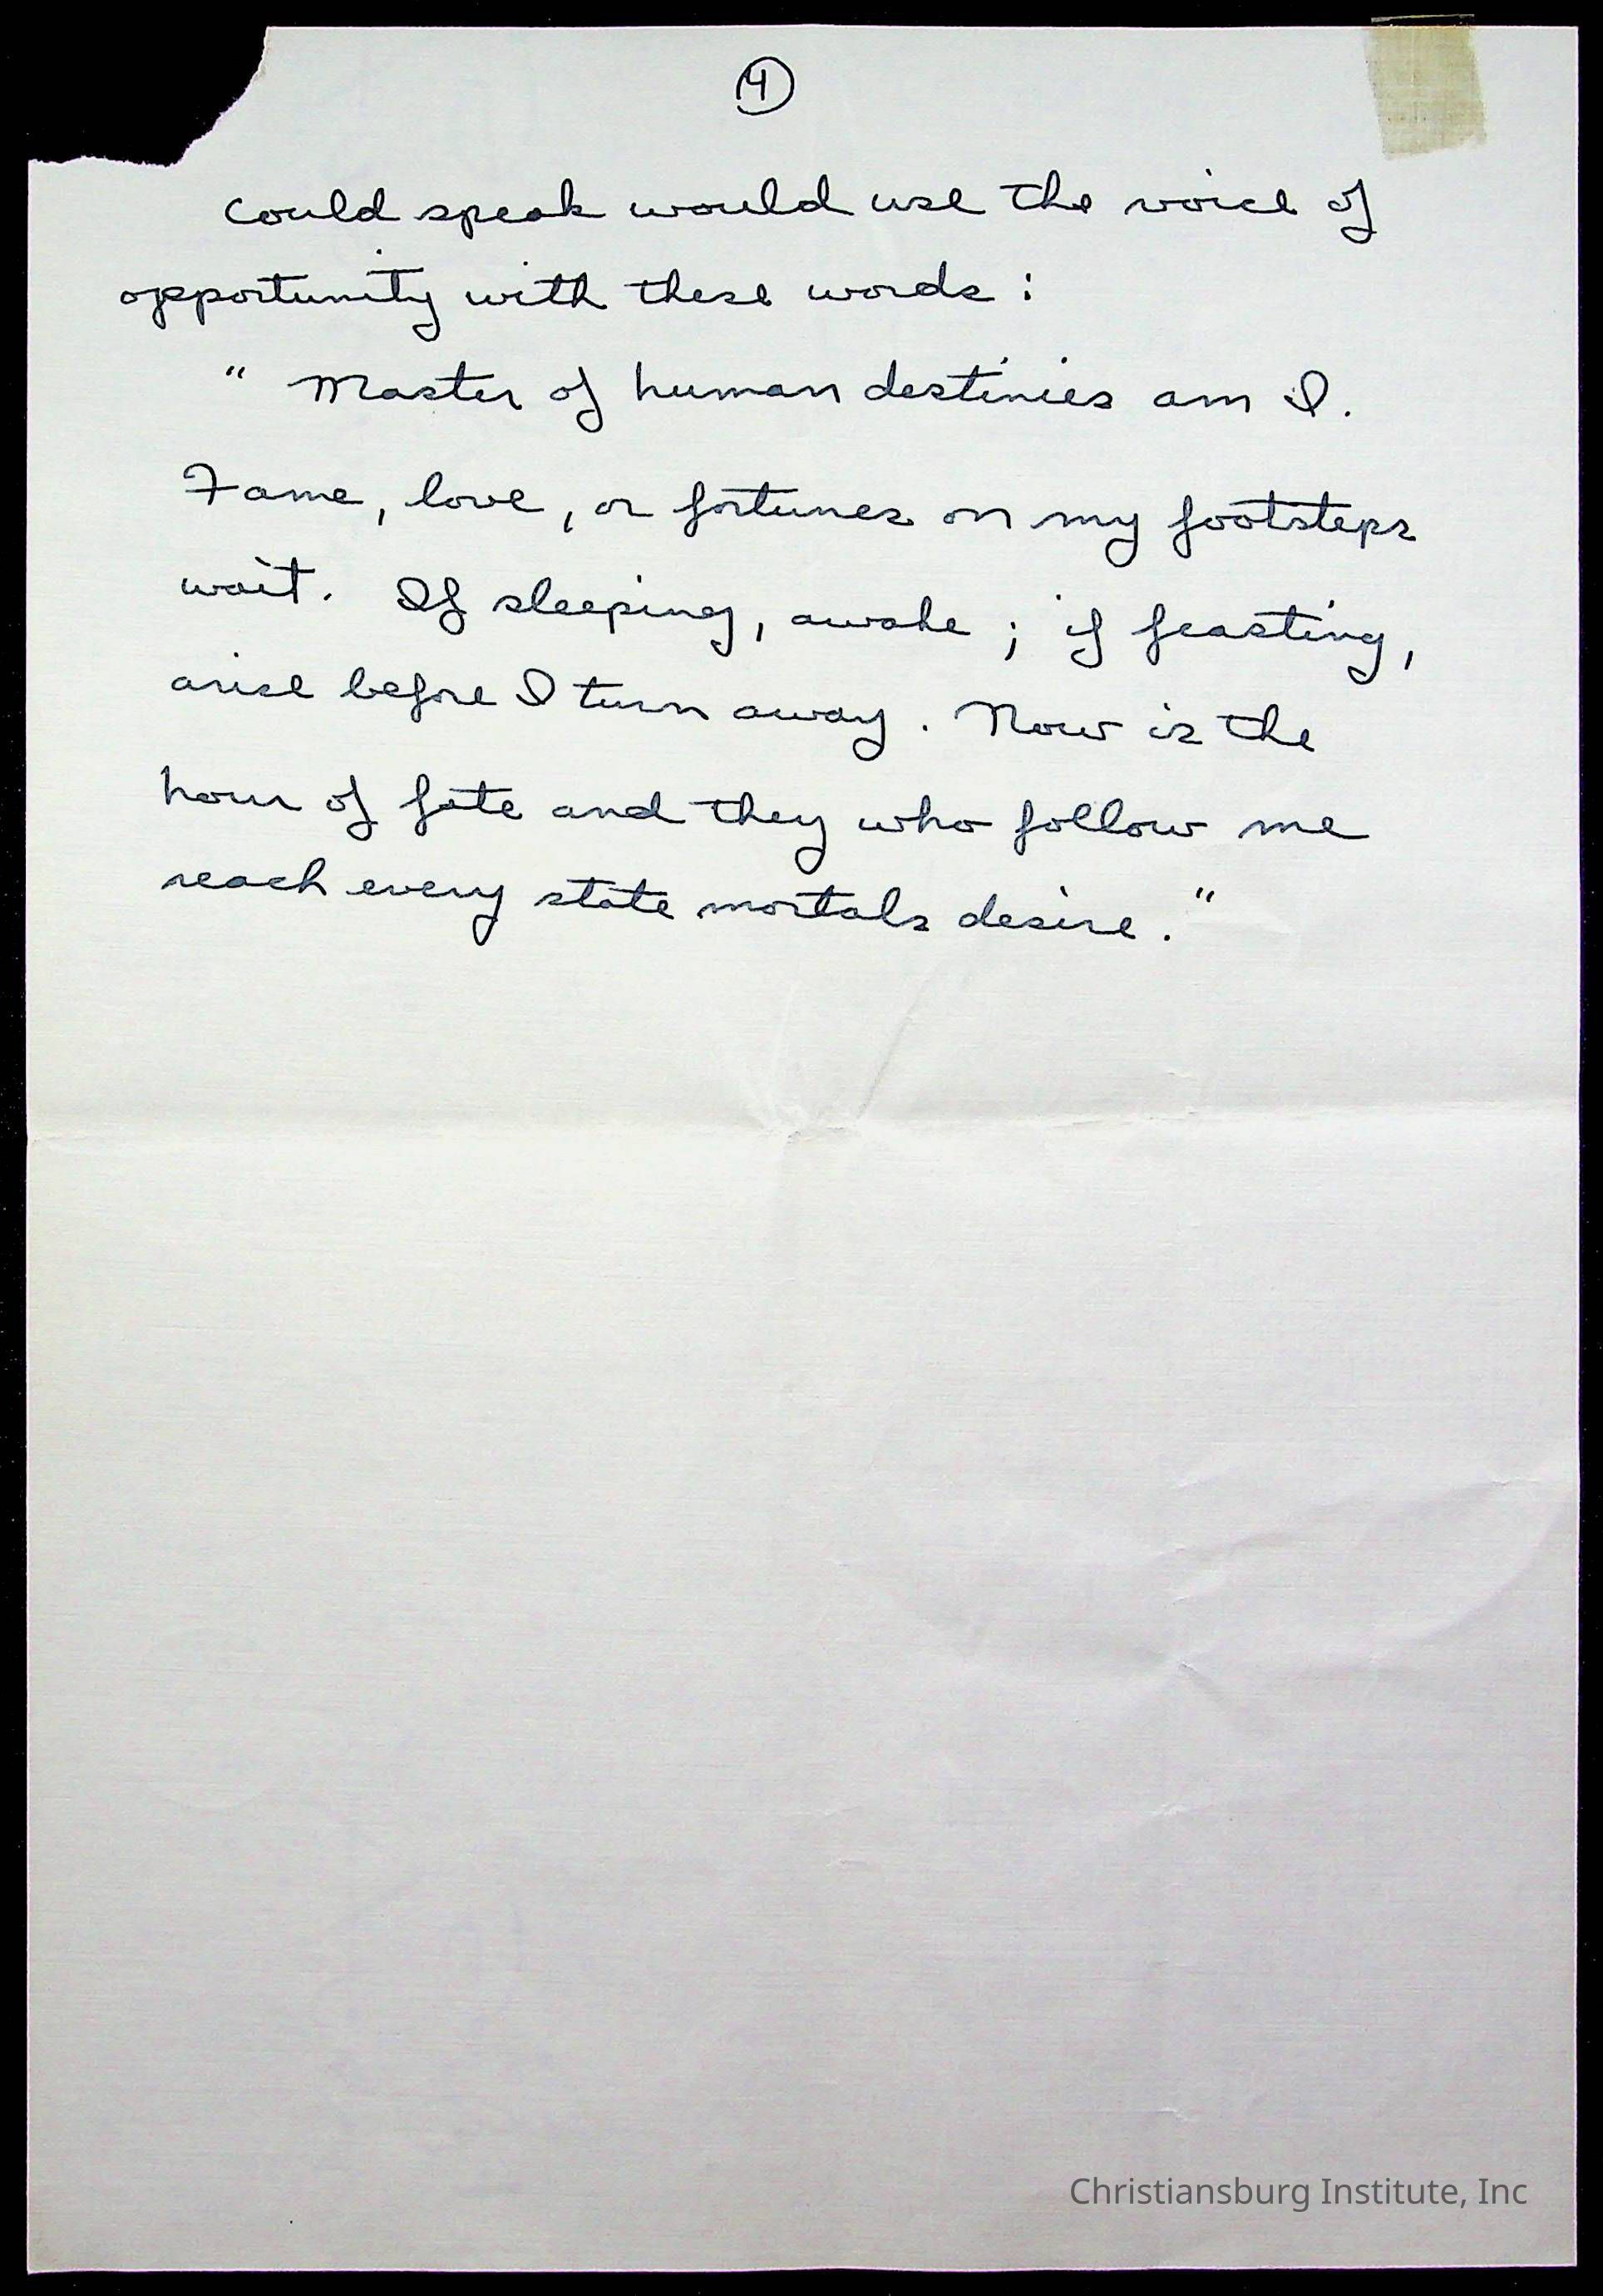 4
could speak would use the voice of
opportunity with these words :
" Master of human destinies am I.
Fame, love, or fortunes on my footsteps
wait. If sleeping, awake ; if feasting,
arise before I turn away. Now is the
hour of fate and they who follow me
reach every state mortals desire."
Christiansburg Institute, Inc